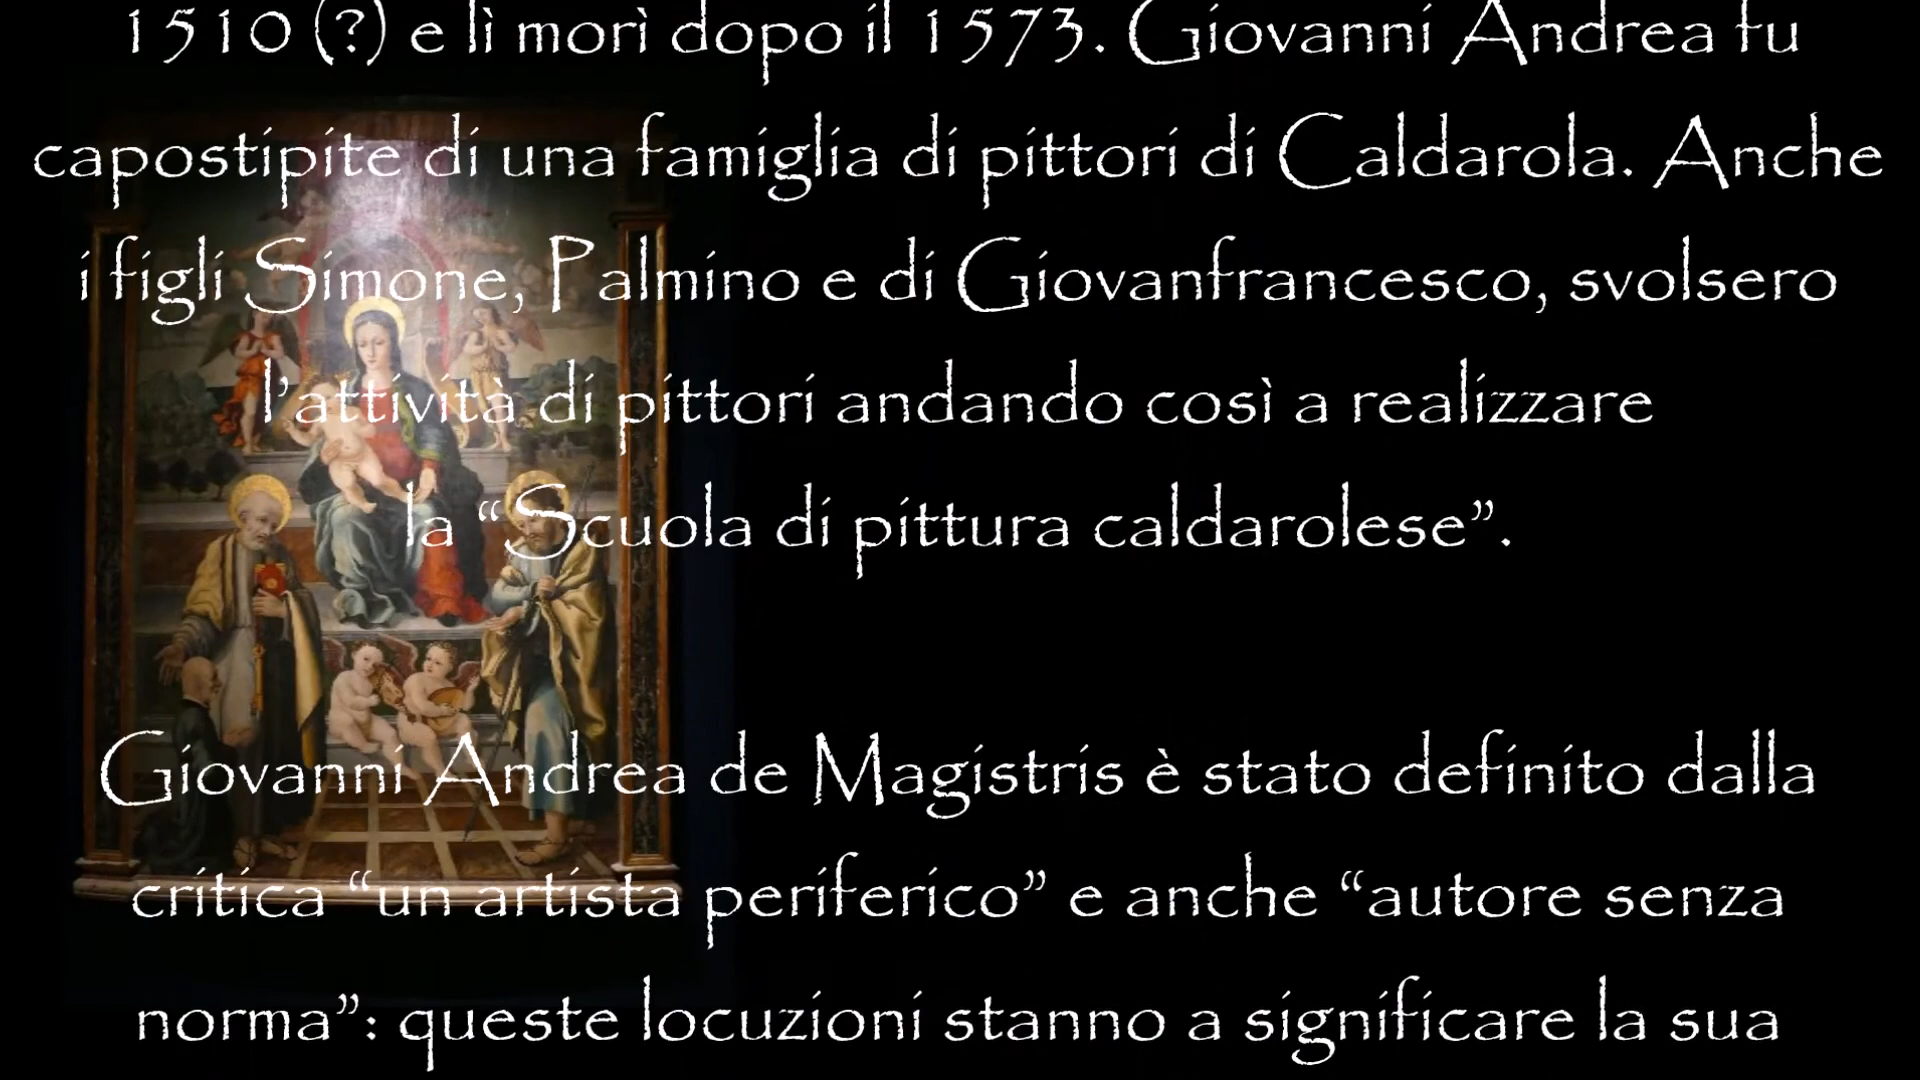 1510 (?) e lì morì dopo il 1573. Giovanni Andrea fu
capostipite di una famiglia di pittori di Caldarola. Anche
i figli Simone, Palmino e di Giovanfrancesco, svolsero
l’attività di pittori andando così a realizzare
la “Scuola di pittura caldarolese”.
Giovanni Andrea de Magistris è stato definito dalla
critica “un artista periferico” e anche “autore senza
norma”: queste locuzioni stanno a significare la sua